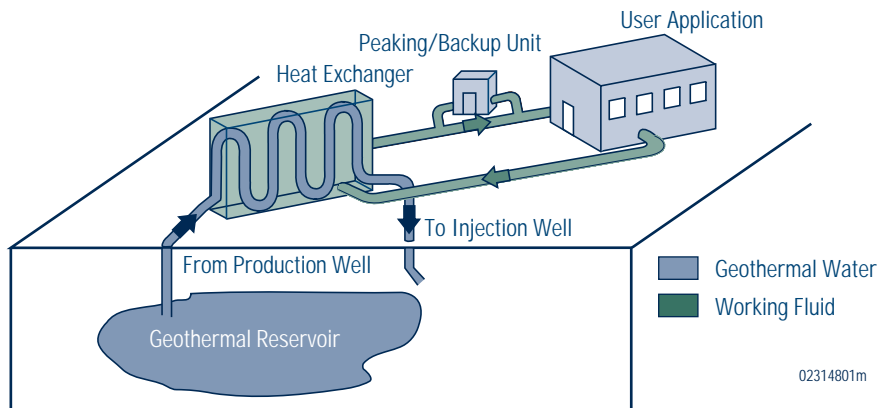 User Application
Peaking/Backup Unit
Heat Exchanger
To Injection Well
From Production Well
Geothermal Water
Working Fluid
Geothermal Reservoir
02314801m